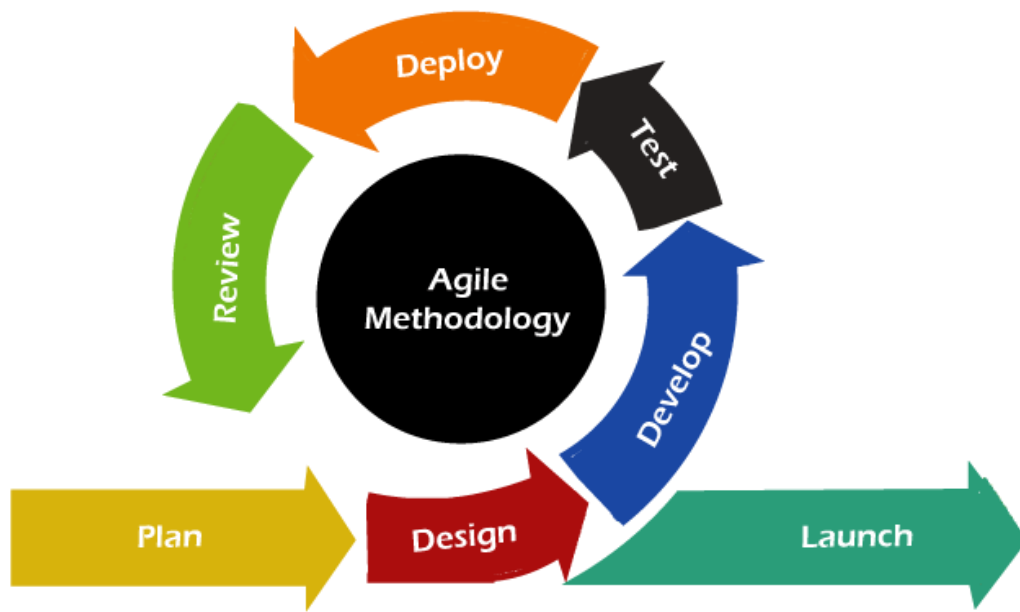 Deploy
Test
Review
Agile
Methodology
Develop
Plan
Design
Launch